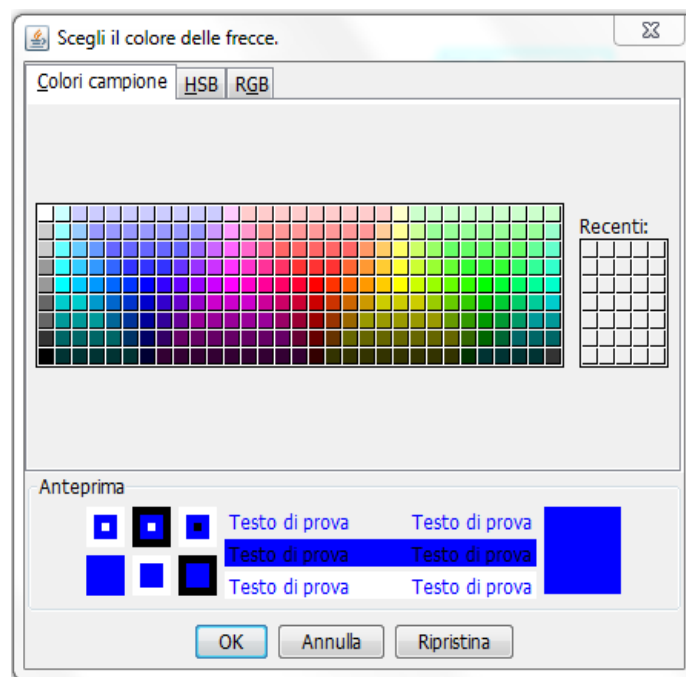 Scegli il colore delle frecce.
Colori campione HSB RGB
Recenti:
Anteprima
Testo di prova Testo di prova
Testo di prova Testo di prova
Testo di prova Testo di prova
OK Annulla Ripristina